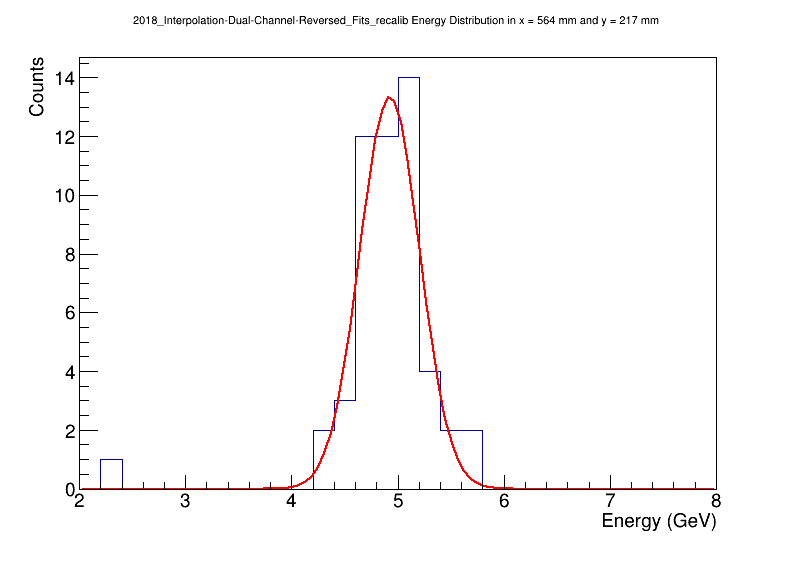 2018_Interpolation-Dual-Channel-Reversed_Fits_recalib Energy Distribution in x = 564 mm and y = 217 mm
Counts
14
12
10
8
6
4
2
0
2 3 4 5 6 7 8
Energy (GeV)